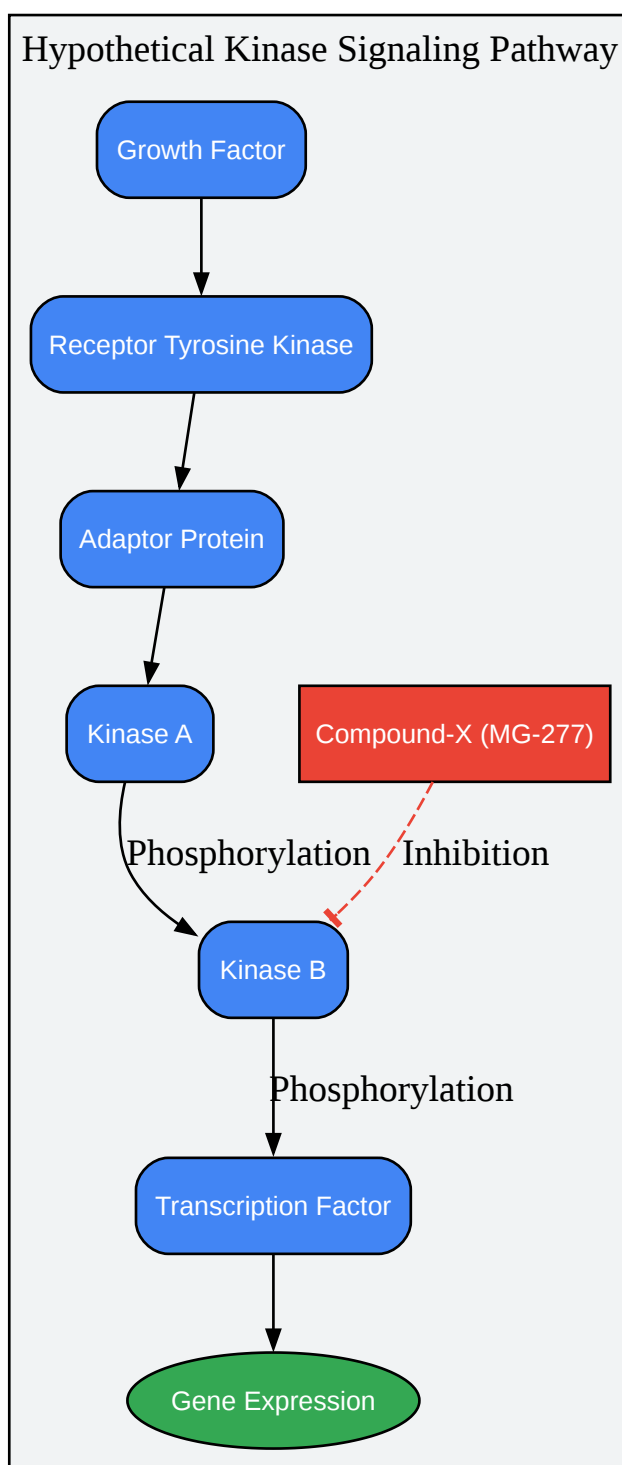 Hypothetical Kinase Signaling Pathway
Growth Factor
Receptor Tyrosine Kinase
Adaptor Protein
Kinase A
Compound-X (MG-277)
Phosphorylation
Inhibition
Kinase B
Phosphorylation
Transcription Factor
Gene Expression